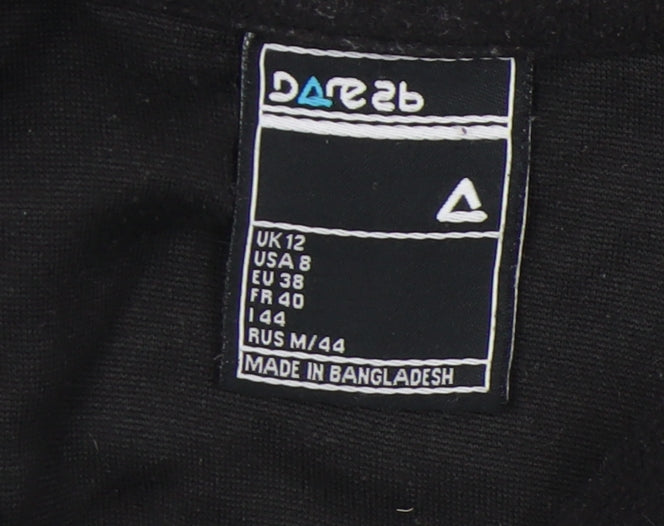 DARe2b
UK 12
USA 8
EU 38
FR 40
I 44
RUS M/44
MADE IN BANGLADESH